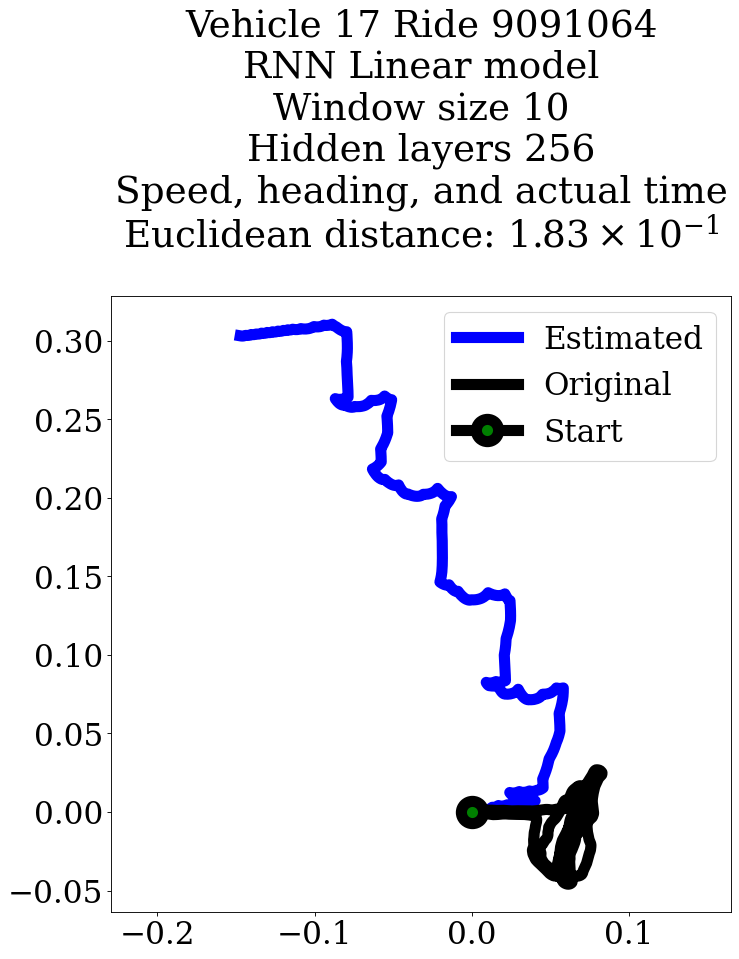 Vehicle 17 Ride 9091064
RNN Linear model
Window size 10
Hidden layers 256
Speed, heading, and actual time
Euclidean distance: 1.83 × 10⁻¹
Estimated
Original
Start
0.30
0.25
0.20
0.15
0.10
0.05
0.00
−0.05
−0.2 −0.1 0.0 0.1